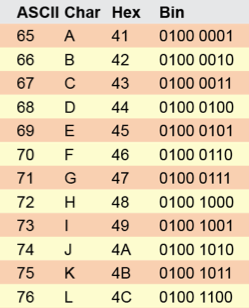 ASCII Char Hex Bin
65 A 41 0100 0001
66 B 42 0100 0010
67 C 43 0100 0011
68 D 44 0100 0100
69 E 45 0100 0101
70 F 46 0100 0110
71 G 47 0100 0111
72 H 48 0100 1000
73 I 49 0100 1001
74 J 4A 0100 1010
75 K 4B 0100 1011
76 L 4C 0100 1100